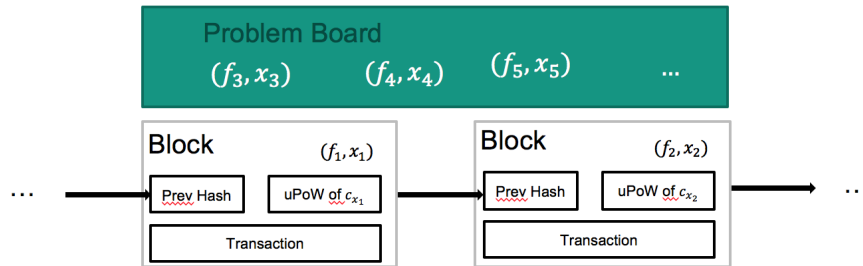 Problem Board
(f₃, x₃) (f₄, x₄) (f₅, x₅) ...
Block (f₁, x₁)
Prev Hash uPoW of cₓ₁
Transaction
Block (f₂, x₂)
Prev Hash uPoW of cₓ₂
Transaction
... ..